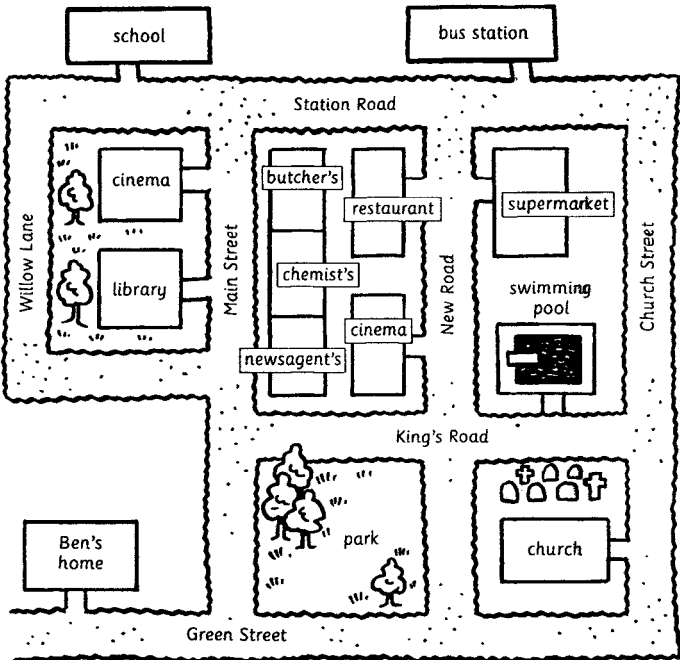 school
bus station
Station Road
cinema
butcher's
restaurant
supermarket
Willow Lane
Main Street
New Road
Church Street
library
chemist's
swimming
pool
cinema
newsagent's
King's Road
Ben's
home
park
church
Green Street